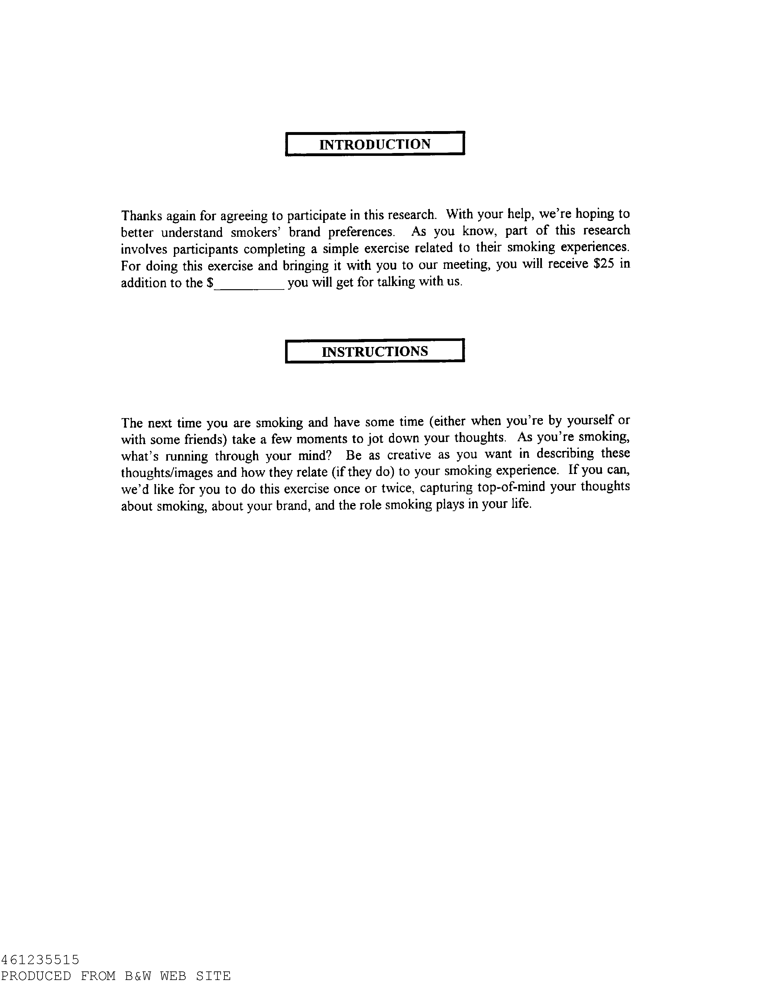 INTRODUCTION
Thanks again for agreeing to participate in this research. With your help, we're hoping to
better understand smokers' brand preferences. As you know, part of this research
involves participants completing a simple exercise related to their smoking experiences.
For doing this exercise and bringing it with you to our meeting, you will receive $25 in
addition to the $__________ you will get for talking with us.
INSTRUCTIONS
The next time you are smoking and have some time (either when you're by yourself or
with some friends) take a few moments to jot down your thoughts. As you're smoking,
what's running through your mind? Be as creative as you want in describing these
thoughts/images and how they relate (if they do) to your smoking experience. If you can,
we'd like for you to do this exercise once or twice, capturing top-of-mind your thoughts
about smoking, about your brand, and the role smoking plays in your life.
461235515
PRODUCED FROM B&W WEB SITE